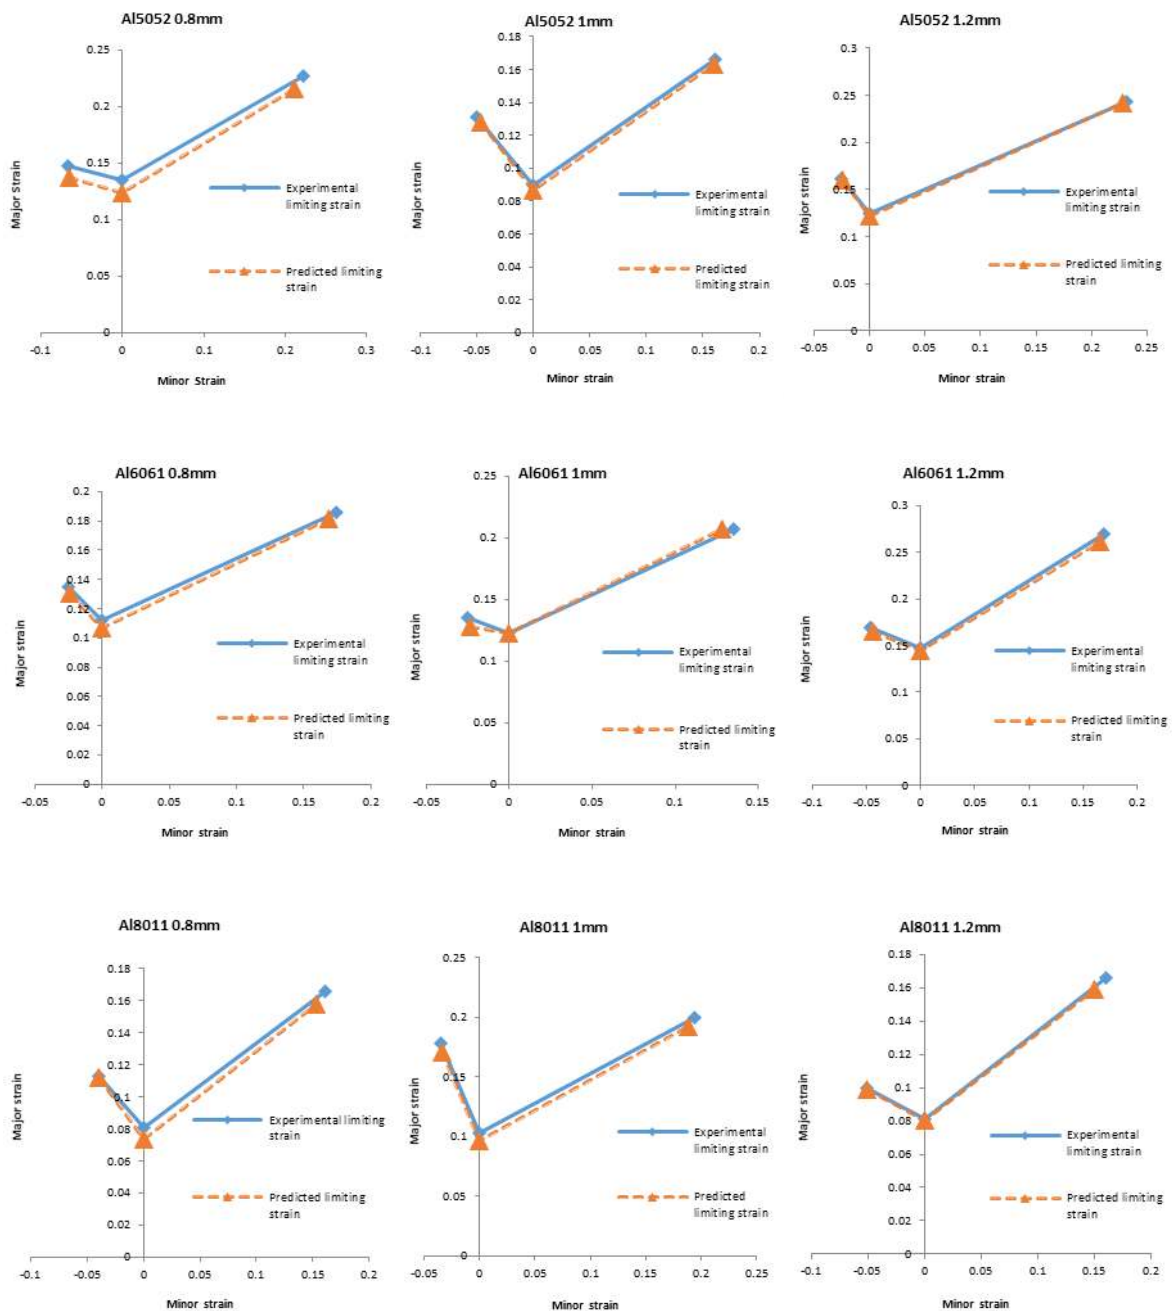 Al5052 0.8mm
0.25
0.2
0.15
0.1
0.05
0
-0.1
0
0.1
0.2
0.3
Major Strain
Minor Strain
Experimental
limiting strain
Predicted limiting
strain
Al5052 1mm
0.18
0.16
0.14
0.12
0.1
0.08
0.06
0.04
0.02
0
-0.1
-0.05
0
0.05
0.1
0.15
0.2
Major strain
Minor strain
Experimental
limiting strain
Predicted
limiting strain
Al5052 1.2mm
0.3
0.25
0.2
0.15
0.1
0.05
0
-0.05
0
0.05
0.1
0.15
0.2
0.25
Major strain
Minor strain
Experimental
limiting strain
Predicted limiting
strain
Al6061 0.8mm
0.2
0.18
0.16
0.14
0.12
0.1
0.08
0.06
0.04
0.02
0
-0.05
0
0.05
0.1
0.15
0.2
Major strain
Minor strain
Experimental
limiting strain
Predicted limiting
strain
Al6061 1mm
0.25
0.2
0.15
0.1
0.05
0
-0.05
0
0.05
0.1
0.15
Major strain
Minor strain
Experimental
limiting strain
Predicted limiting
strain
Al6061 1.2mm
0.3
0.25
0.2
0.15
0.1
0.05
0
-0.1
-0.05
0
0.05
0.1
0.15
0.2
Major strain
Minor strain
Experimental
limiting strain
Predicted limiting
strain
Al8011 0.8mm
0.18
0.16
0.14
0.12
0.1
0.08
0.06
0.04
0.02
0
-0.1
-0.05
0
0.05
0.1
0.15
0.2
Major strain
Minor strain
Experimental limiting
strain
Predicted limiting
strain
Al8011 1mm
0.25
0.2
0.15
0.1
0.05
0
-0.05
0
0.05
0.1
0.15
0.2
0.25
Major strain
Minor strain
Experimental
limiting strain
Predicted
limiting strain
Al8011 1.2mm
0.18
0.16
0.14
0.12
0.1
0.08
0.06
0.04
0.02
0
-0.1
-0.05
0
0.05
0.1
0.15
0.2
Major strain
Minor strain
Experimental
limiting strain
Predicted limiting
strain